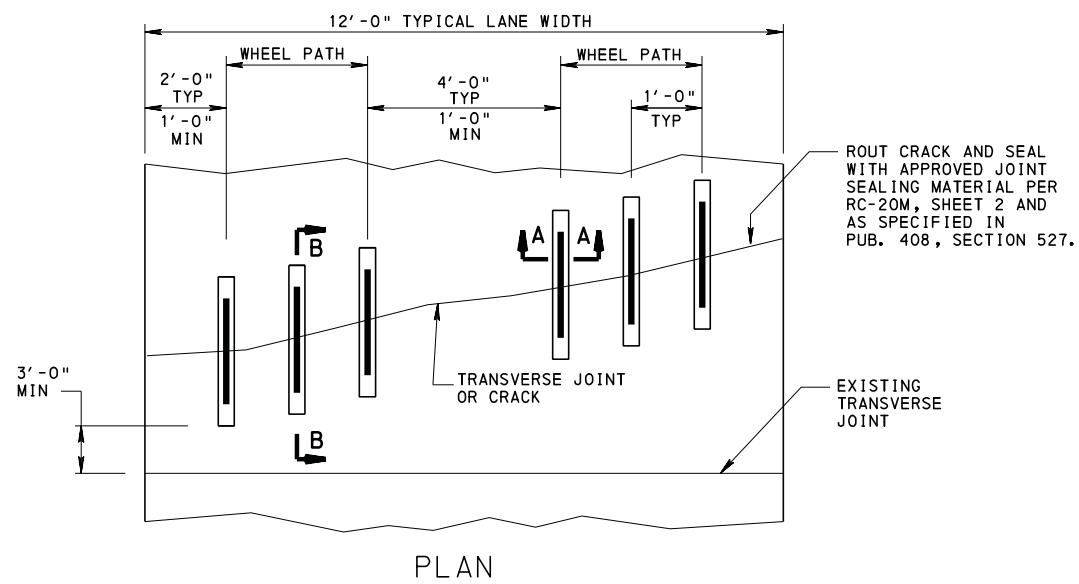 12'-0" TYPICAL LANE WIDTH
WHEEL PATH
WHEEL PATH
2'-0"
TYP
1'-0"
MIN
4'-0"
TYP
1'-0"
MIN
1'-0"
TYP
ROUT CRACK AND SEAL
WITH APPROVED JOINT
SEALING MATERIAL PER
RC-20M, SHEET 2 AND
AS SPECIFIED IN
PUB. 408, SECTION 527.
B
A
A
3'-0"
MIN
TRANSVERSE JOINT
OR CRACK
EXISTING
TRANSVERSE
JOINT
B
PLAN